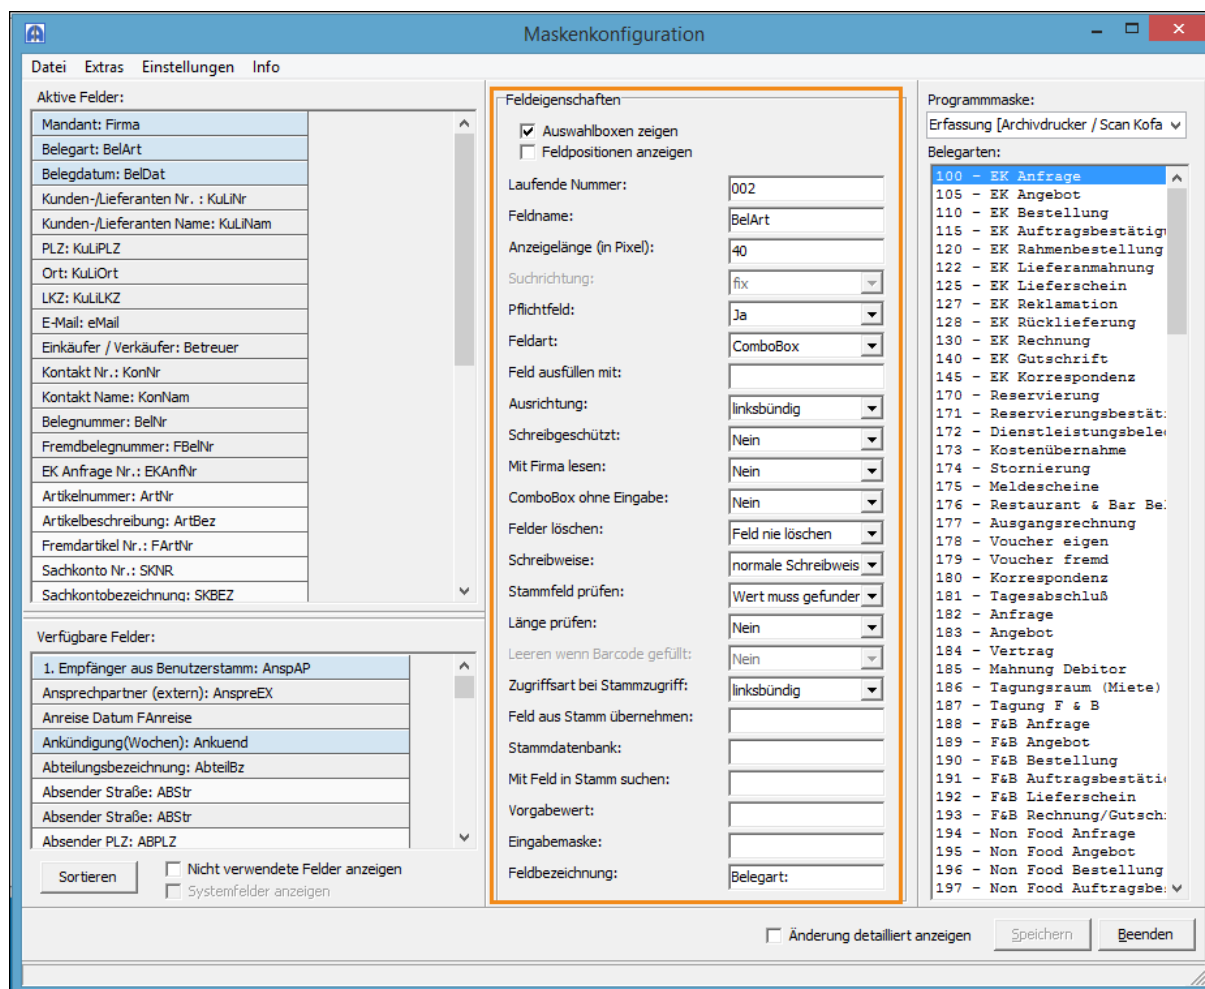 Maskenkonfiguration
Datei Extras Einstellungen Info
Aktive Felder:
Mandant: Firma
Belegart: BelArt
Belegdatum: BelDat
Kunden-/Lieferanten Nr. : KuLiNr
Kunden-/Lieferanten Name: KuLiNam
PLZ: KuLiPLZ
Ort: KuLiOrt
LKZ: KuLiLKZ
E-Mail: eMail
Einkäufer / Verkäufer: Betreuer
Kontakt Nr.: KonNr
Kontakt Name: KonNam
Belegnummer: BelNr
Fremdbelegnummer: FBelNr
EK Anfrage Nr.: EKAnfNr
Artikelnummer: ArtNr
Artikelbeschreibung: ArtBez
Fremdartikel Nr.: FArtNr
Sachkonto Nr.: SKNR
Sachkontobezeichnung: SKBEZ
Verfügbare Felder:
1. Empfänger aus Benutzerstamm: AnspAP
Ansprechpartner (extern): AnspreEX
Anreise Datum FAnreise
Ankündigung(Wochen): Ankuend
Abteilungsbezeichnung: AbteilBz
Absender Straße: ABStr
Absender Straße: ABStr
Absender PLZ: ABPLZ
Sortieren
Nicht verwendete Felder anzeigen
Systemfelder anzeigen
Feldeigenschaften
Auswahlboxen zeigen
Feldpositionen anzeigen
Laufende Nummer: 002
Feldname: BelArt
Anzeigelänge (in Pixel): 40
Suchrichtung: fix
Pflichtfeld: Ja
Feldart: ComboBox
Feld ausfüllen mit:
Ausrichtung: linksbündig
Schreibgeschützt: Nein
Mit Firma lesen: Nein
ComboBox ohne Eingabe: Nein
Felder löschen: Feld nie löschen
Schreibweise: normale Schreibweis
Stammfeld prüfen: Wert muss gefunder
Länge prüfen: Nein
Leeren wenn Barcode gefüllt: Nein
Zugriffsart bei Stammzugriff: linksbündig
Feld aus Stamm übernehmen:
Stammdatenbank:
Mit Feld in Stamm suchen:
Vorgabewert:
Eingabemaske:
Feldbezeichnung: Belegart:
Programmmaske:
Erfassung [Archivdrucker / Scan Kofa
Belegarten:
100 - EK Anfrage
105 - EK Angebot
110 - EK Bestellung
115 - EK Auftragsbestätigu
120 - EK Rahmenbestellung
122 - EK Lieferanmahnung
125 - EK Lieferschein
127 - EK Reklamation
128 - EK Rücklieferung
130 - EK Rechnung
140 - EK Gutschrift
145 - EK Korrespondenz
170 - Reservierung
171 - Reservierungsbestät
172 - Dienstleistungsbele
173 - Kostenübernahme
174 - Stornierung
175 - Meldescheine
176 - Restaurant & Bar Be
177 - Ausgangsrechnung
178 - Voucher eigen
179 - Voucher fremd
180 - Korrespondenz
181 - Tagesabschluß
182 - Anfrage
183 - Angebot
184 - Vertrag
185 - Mahnung Debitor
186 - Tagungsraum (Miete)
187 - Tagung F & B
188 - F&B Anfrage
189 - F&B Angebot
190 - F&B Bestellung
191 - F&B Auftragsbestäti
192 - F&B Lieferschein
193 - F&B Rechnung/Gutsch
194 - Non Food Anfrage
195 - Non Food Angebot
196 - Non Food Bestellung
197 - Non Food Auftragsbe
Änderung detailliert anzeigen
Speichern
Beenden